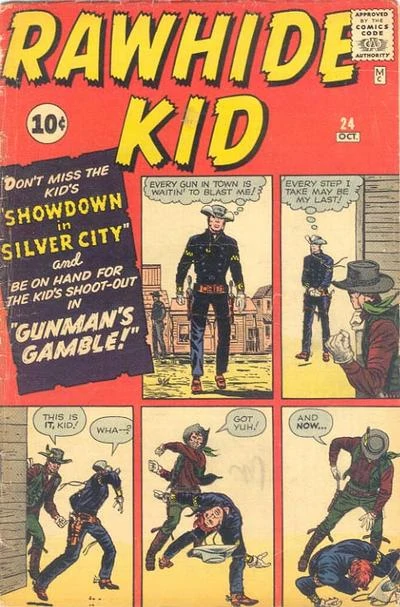 RAWHIDE
KID
APPROVED
BY THE
COMICS
CODE
AUTHORITY
MC
10¢
24
OCT.
DON'T MISS THE
KID'S
"SHOWDOWN
in
SILVER CITY"
and
BE ON HAND FOR
THE KID'S SHOOT-OUT
IN
"GUNMAN'S
GAMBLE!"
EVERY GUN IN TOWN IS
WAITIN' TO BLAST ME!
EVERY STEP I
TAKE MAY BE
MY LAST!
THIS IS
IT, KID!
WHA--?
GOT
YUH!
AND
NOW...